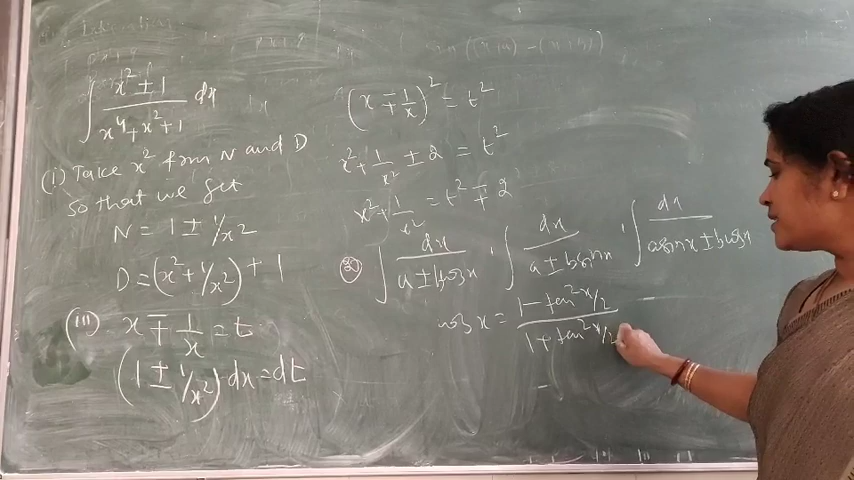 ∫ x² ± 1 / x⁴ + x² + 1 dx
(i) Take x² from N and D
So that we get
N = 1 ± 1/x²
D = (x² + 1/x²) + 1
(iii) x ∓ 1/x = t
(1 ± 1/x²) dx = dt
(x ∓ 1/x)² = t²
x² + 1/x² ± 2 = t²
x² + 1/x² = t² ∓ 2
② ∫ dx / a ± b cos x , ∫ dx / a ± b sin x , ∫ dx / a sin x ± b cos x
cos x = 1 - tan² x/2 / 1 + tan² x/2